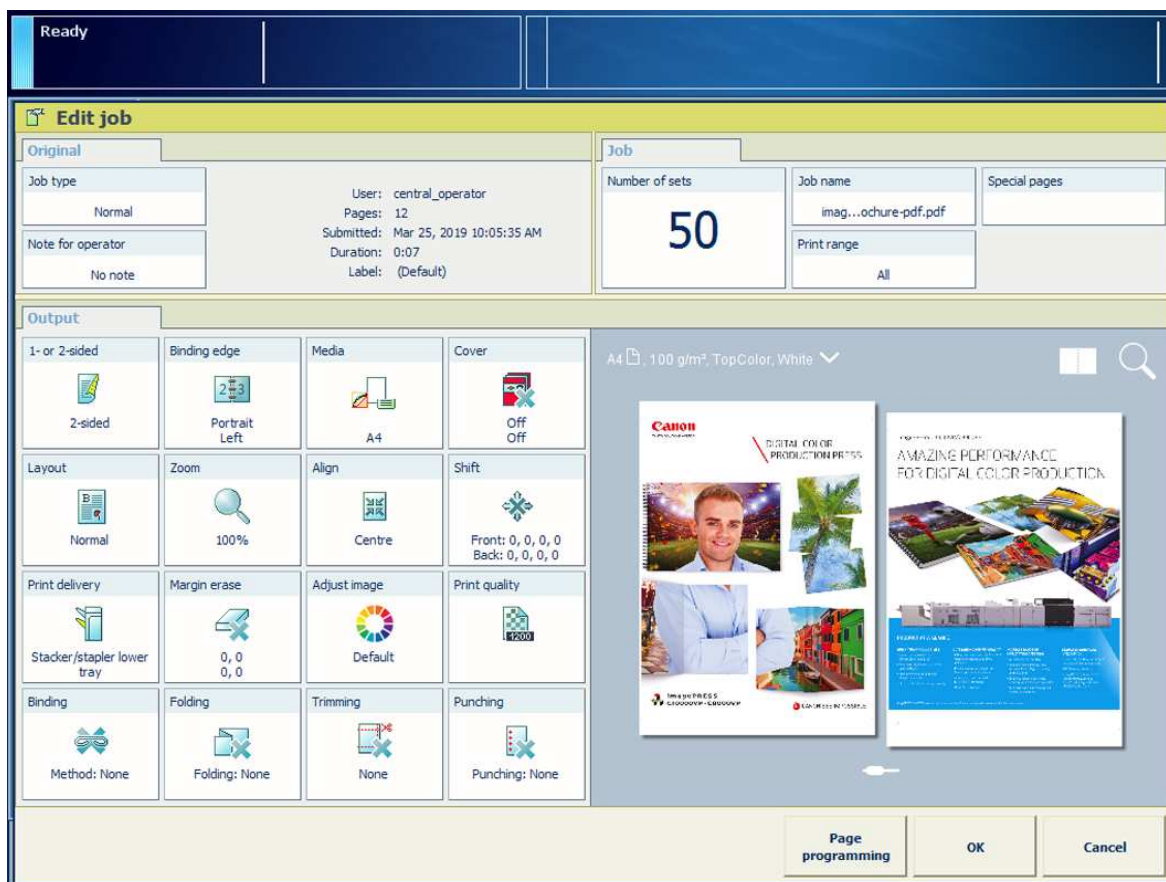 Ready
Edit job
Original
Job type
Normal
Note for operator
No note
User: central_operator
Pages: 12
Submitted: Mar 25, 2019 10:05:35 AM
Duration: 0:07
Label: (Default)
Job
Number of sets
50
Job name
imag...ochure-pdf.pdf
Print range
All
Special pages
Output
1- or 2-sided
2-sided
Binding edge
2 3
Portrait
Left
Media
A4
Cover
Off
Off
Layout
B
Normal
Zoom
100%
Align
Centre
Shift
Front: 0, 0, 0, 0
Back: 0, 0, 0, 0
Print delivery
Stacker/stapler lower
tray
Margin erase
0, 0
0, 0
Adjust image
Default
Print quality
1200
Binding
Method: None
Folding
Folding: None
Trimming
None
Punching
Punching: None
A4 , 100 g/m², TopColor, White
Canon
DIGITAL COLOR
PRODUCTION PRESS
imagePRESS
C10000VP - C8000VP
AMAZING PERFORMANCE
FOR DIGITAL COLOR PRODUCTION
Page
programming
OK
Cancel